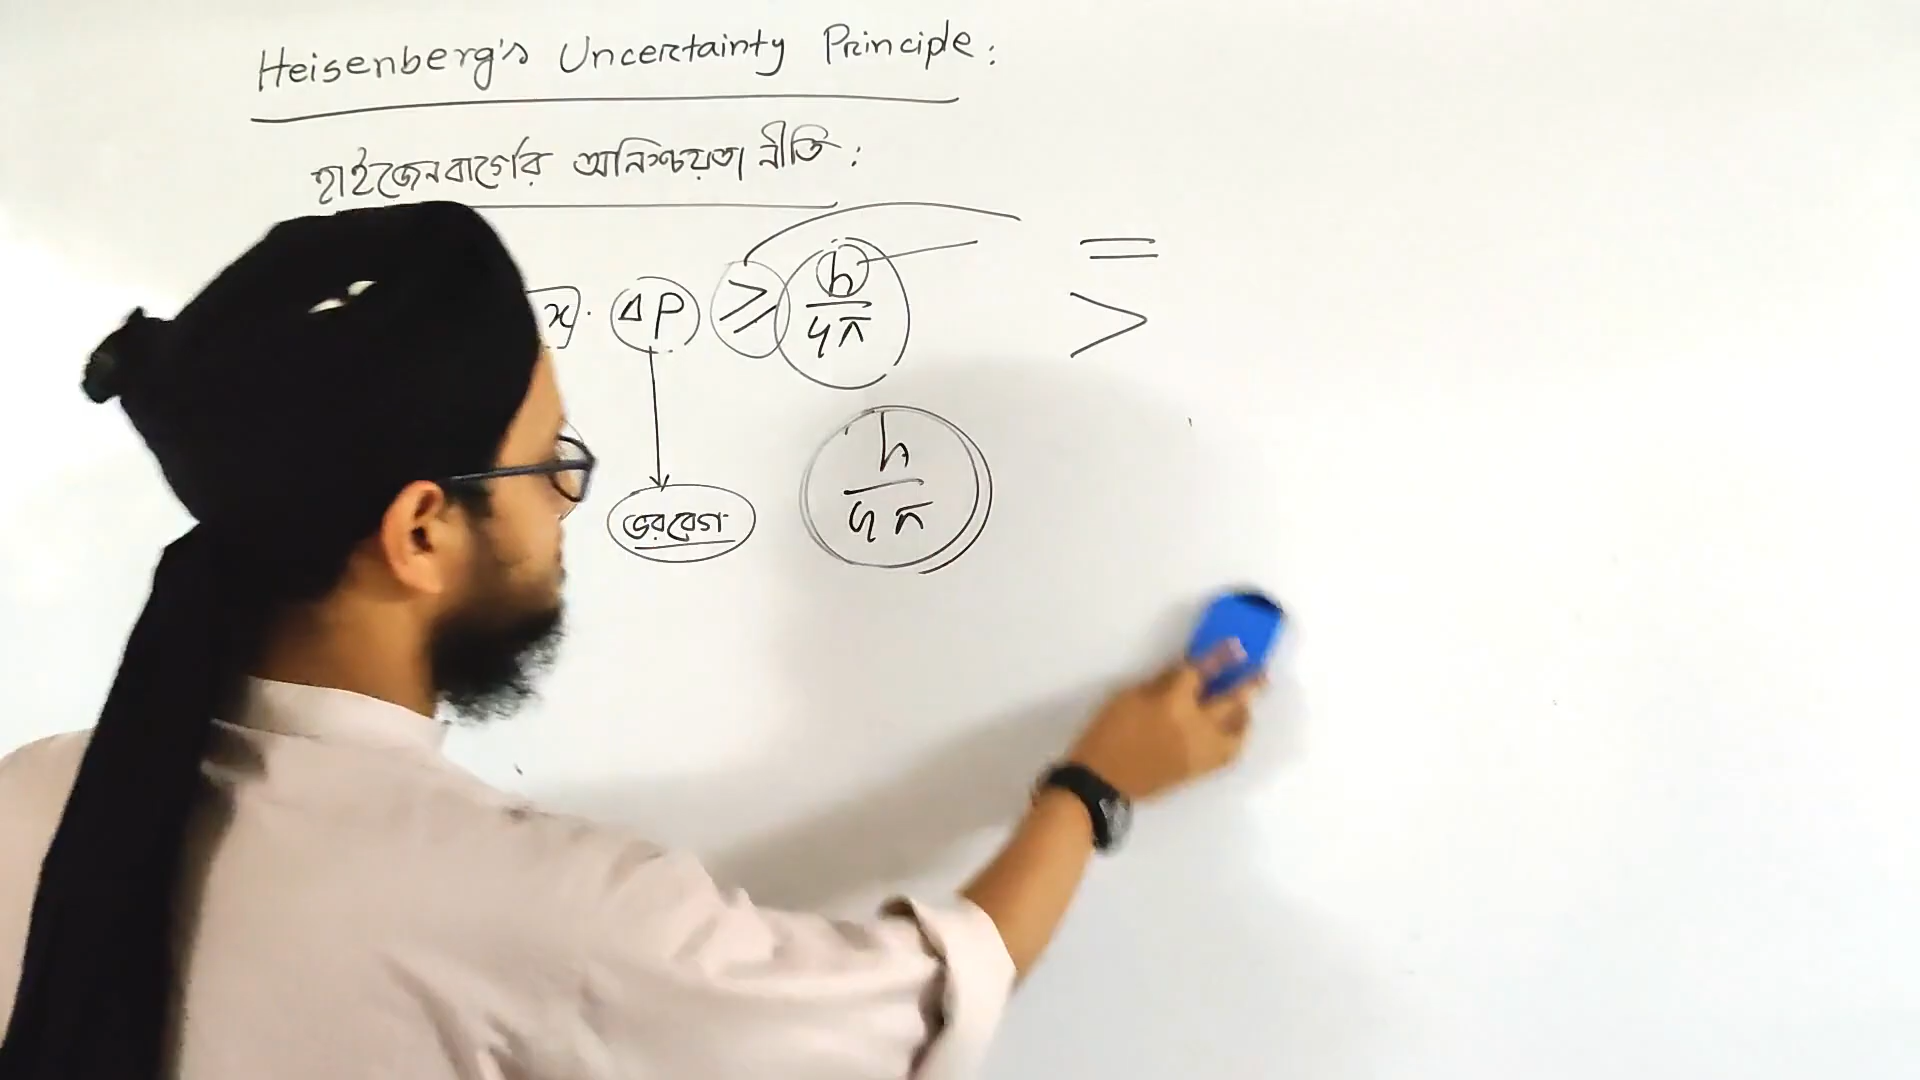 Heisenberg's Uncertainty Principle:
হাইজেনবার্গের অনিশ্চয়তা নীতি:
x · Δp ≥ h/4π
=
>
h/4π
ভরবেগ